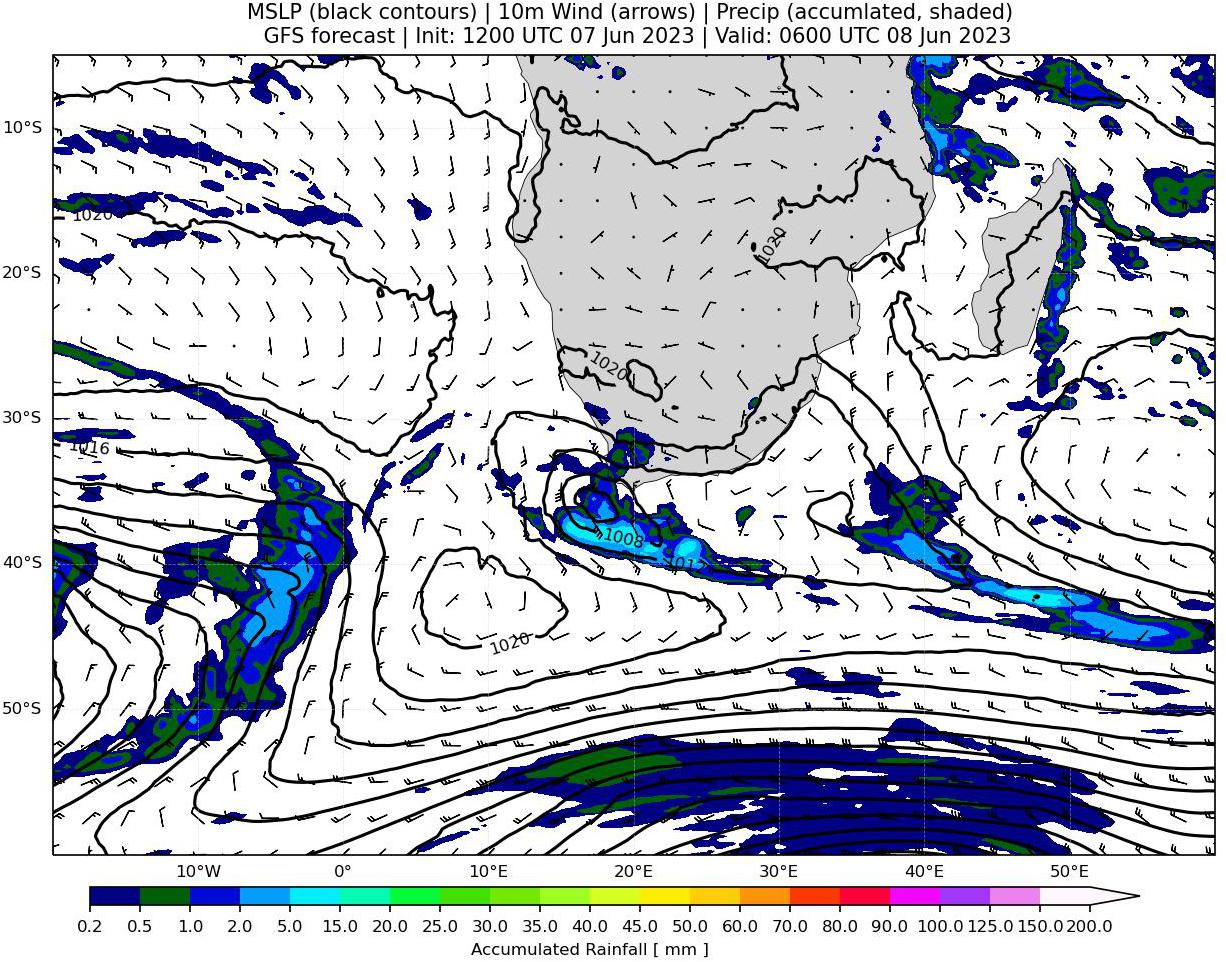 MSLP (black contours) | 10m Wind (arrows) | Precip (accumlated, shaded)
GFS forecast | Init: 1200 UTC 07 Jun 2023 | Valid: 0600 UTC 08 Jun 2023
10°S
1020
1020
20°S
1020
30°S
1016
1008
1012
40°S
1020
50°S
10°W 0° 10°E 20°E 30°E 40°E 50°E
0.2 0.5 1.0 2.0 5.0 10.0 15.0 20.0 25.0 30.0 35.0 40.0 45.0 50.0 60.0 70.0 80.0 90.0 100.0 125.0 150.0 200.0
Accumulated Rainfall [ mm ]